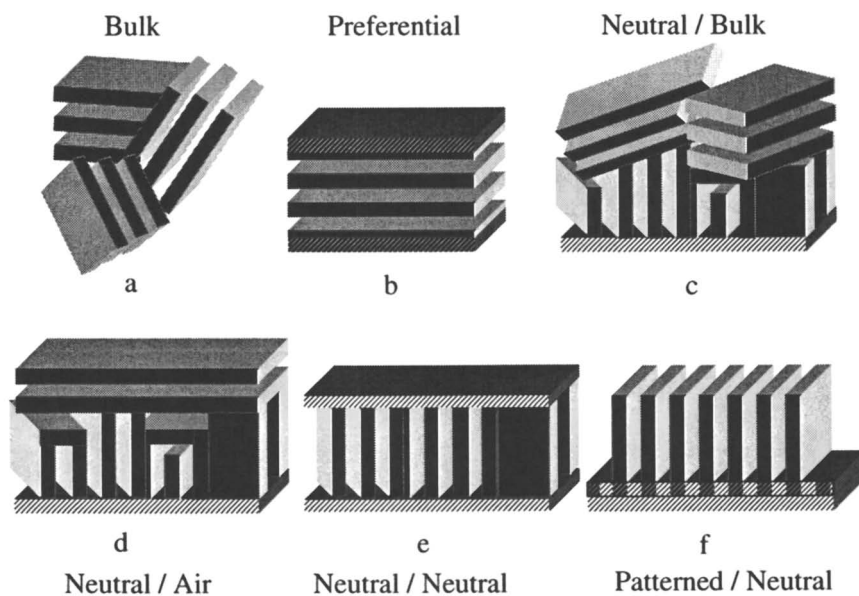 Bulk
Preferential
Neutral / Bulk
a
b
c
d
e
f
Neutral / Air
Neutral / Neutral
Patterned / Neutral